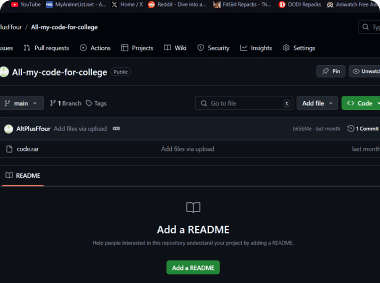 YouTube MyAnimeList.net - Home / X Reddit - Dive into a... FitGirl Repacks - Th... DODI Repacks Aniwatch Free An
lusFfour / All-my-code-for-college
ssues Pull requests Actions Projects Wiki Security Insights Settings
All-my-code-for-college Public Pin Unwatc
main 1 Branch Tags Go to file t Add file Code
AltPlusFfour Add files via upload b65bf4e · last month 1 Commit
code.rar Add files via upload last month
README
Add a README
Help people interested in this repository understand your project by adding a README.
Add a README